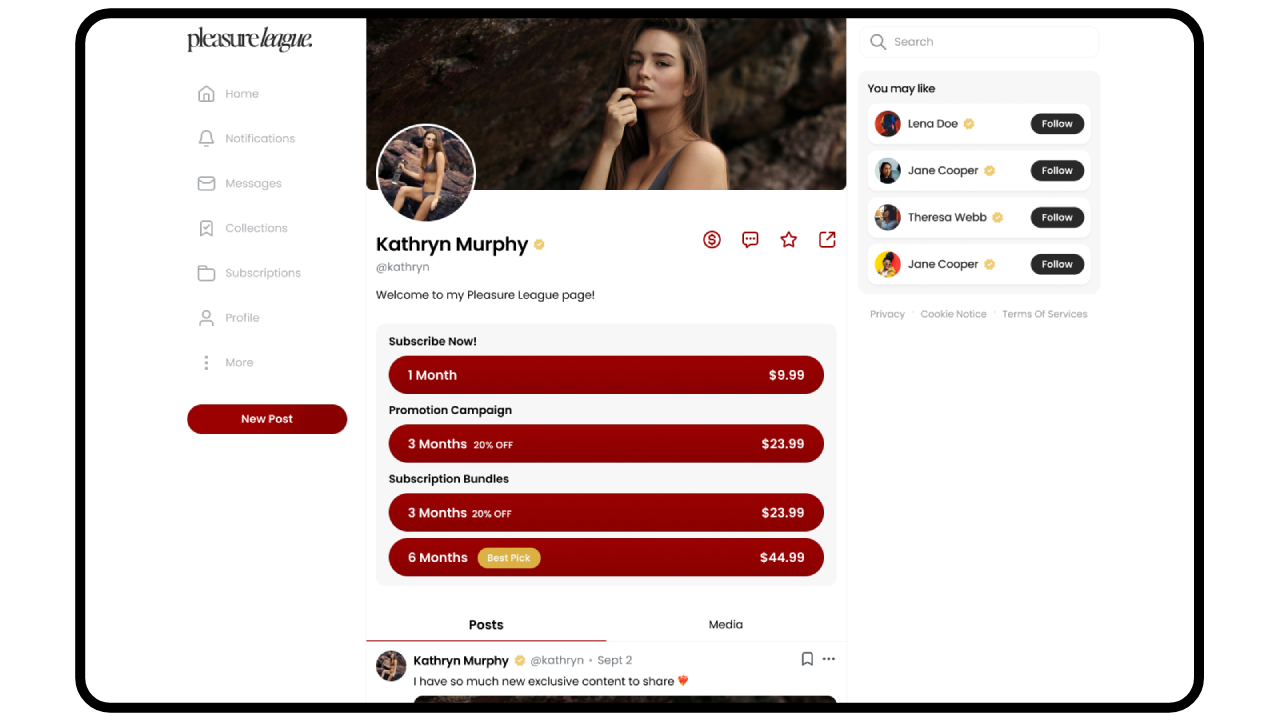 pleasure league.
Home
Notifications
Messages
Collections
Subscriptions
Profile
More
New Post
Kathryn Murphy
@kathryn
Welcome to my Pleasure League page!
Subscribe Now!
1 Month $9.99
Promotion Campaign
3 Months 20% OFF $23.99
Subscription Bundles
3 Months 20% OFF $23.99
6 Months Best Pick $44.99
Posts Media
Kathryn Murphy @kathryn • Sept 2
I have so much new exclusive content to share ❤️‍🔥
Search
You may like
Lena Doe Follow
Jane Cooper Follow
Theresa Webb Follow
Jane Cooper Follow
Privacy · Cookie Notice · Terms Of Services